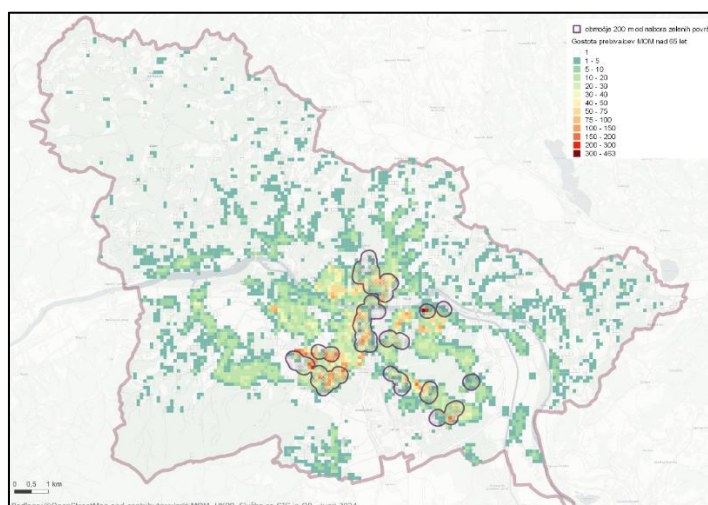 območje 200 m od nabora zelenih površ
Gostota prebivalcev MOM nad 65 let
1
1 - 5
5 - 10
10 - 20
20 - 30
30 - 40
40 - 50
50 - 75
75 - 100
100 - 150
150 - 200
200 - 300
300 - 463
0 0,5 1 km